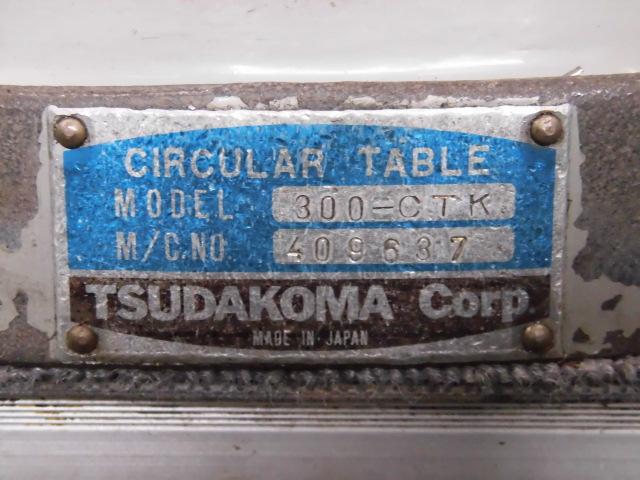 CIRCULAR TABLE
MODEL 300-CTK
M/C.NO. 409637
TSUDAKOMA Corp.
MADE IN JAPAN